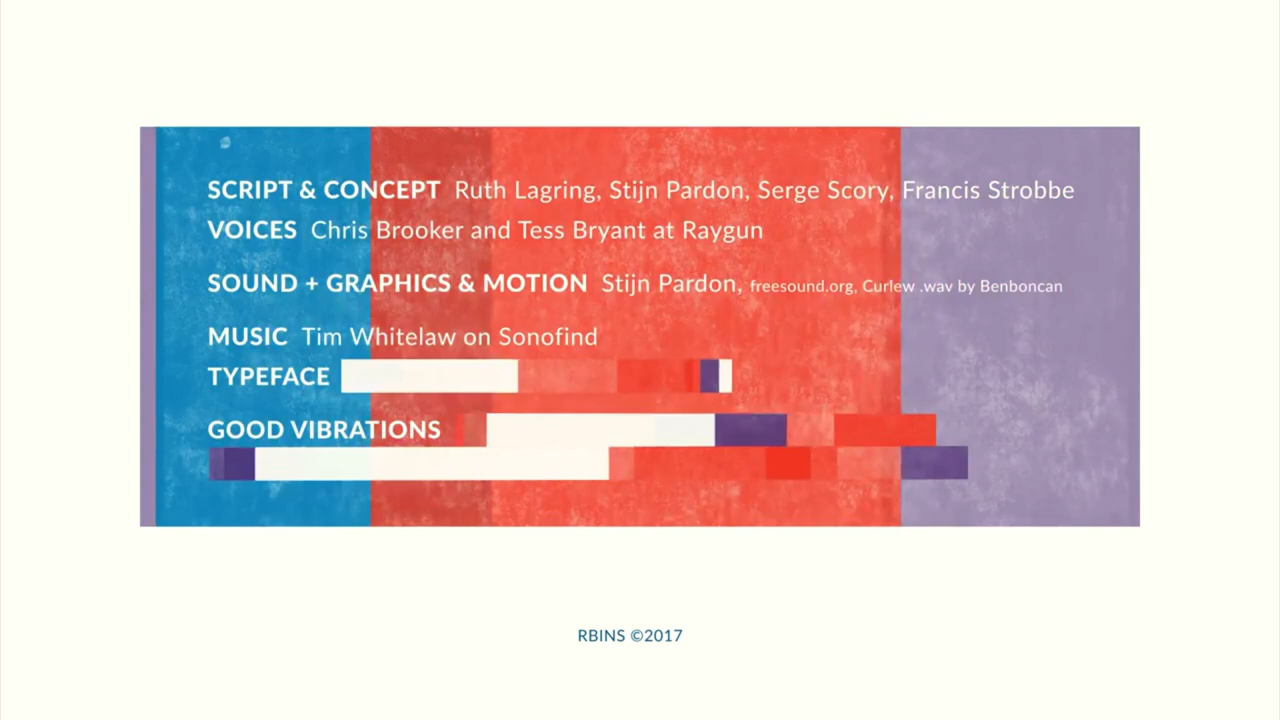 SCRIPT & CONCEPT Ruth Lagring, Stijn Pardon, Serge Scory, Francis Strobbe
VOICES Chris Brooker and Tess Bryant at Raygun
SOUND + GRAPHICS & MOTION Stijn Pardon, freesound.org, Curlew .wav by Benboncan
MUSIC Tim Whitelaw on Sonofind
TYPEFACE
GOOD VIBRATIONS
RBINS ©2017